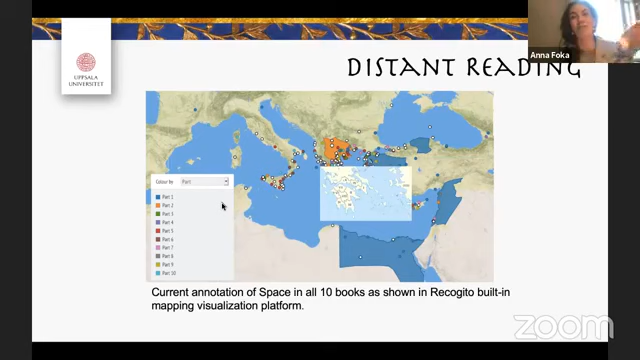 Anna Foka
UPPSALA
UNIVERSITET
DISTANT READING
Colour by
Part
Part 1
Part 2
Part 3
Part 4
Part 5
Part 6
Part 7
Part 8
Part 9
Part 10
Current annotation of Space in all 10 books as shown in Recogito built-in
mapping visualization platform.
zoom